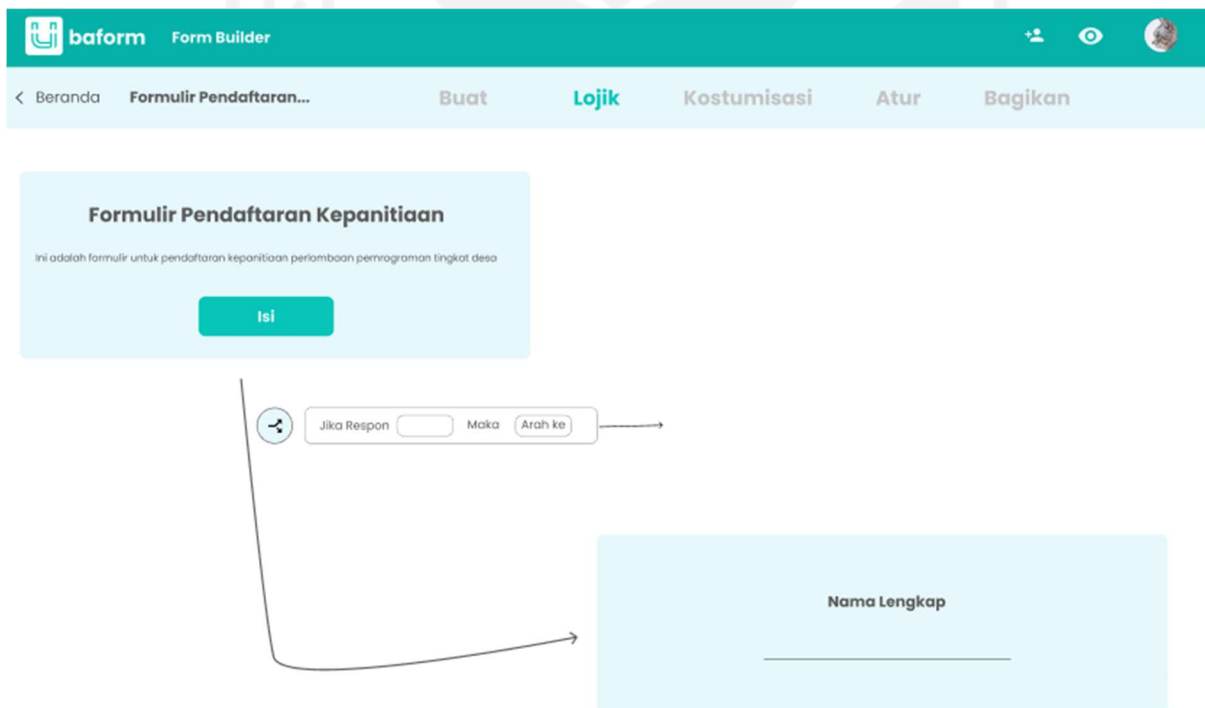 baform Form Builder
Beranda Formulir Pendaftaran... Buat Lojik Kostumisasi Atur Bagikan
Formulir Pendaftaran Kepanitiaan
Ini adalah formulir untuk pendaftaran kepanitiaan perlombaan pemrograman tingkat desa
Isi
Jika Respon Maka Arah ke
Nama Lengkap